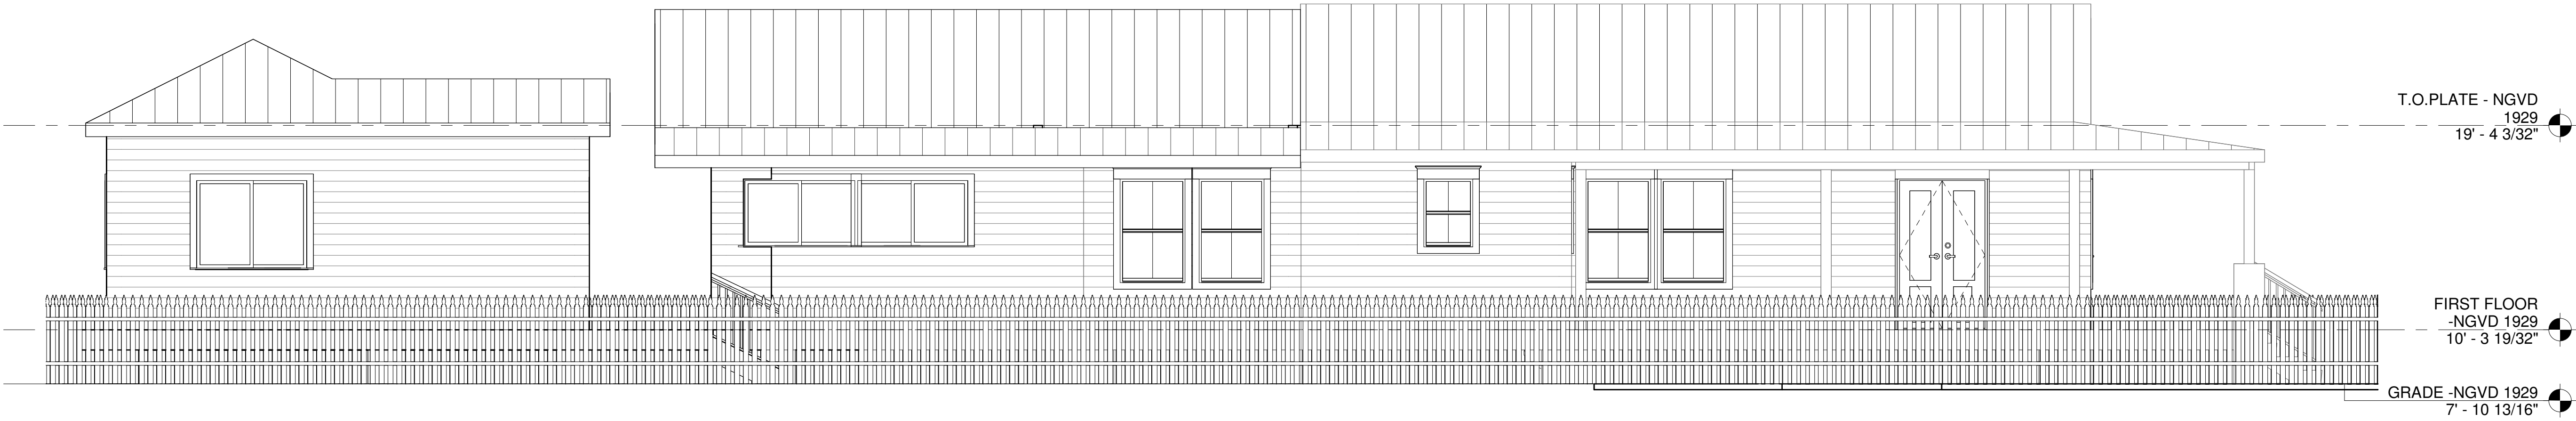 T.O.PLATE - NGVD
1929
19' - 4 3/32"
FIRST FLOOR
-NGVD 1929
10' - 3 19/32"
GRADE -NGVD 1929
7' - 10 13/16"